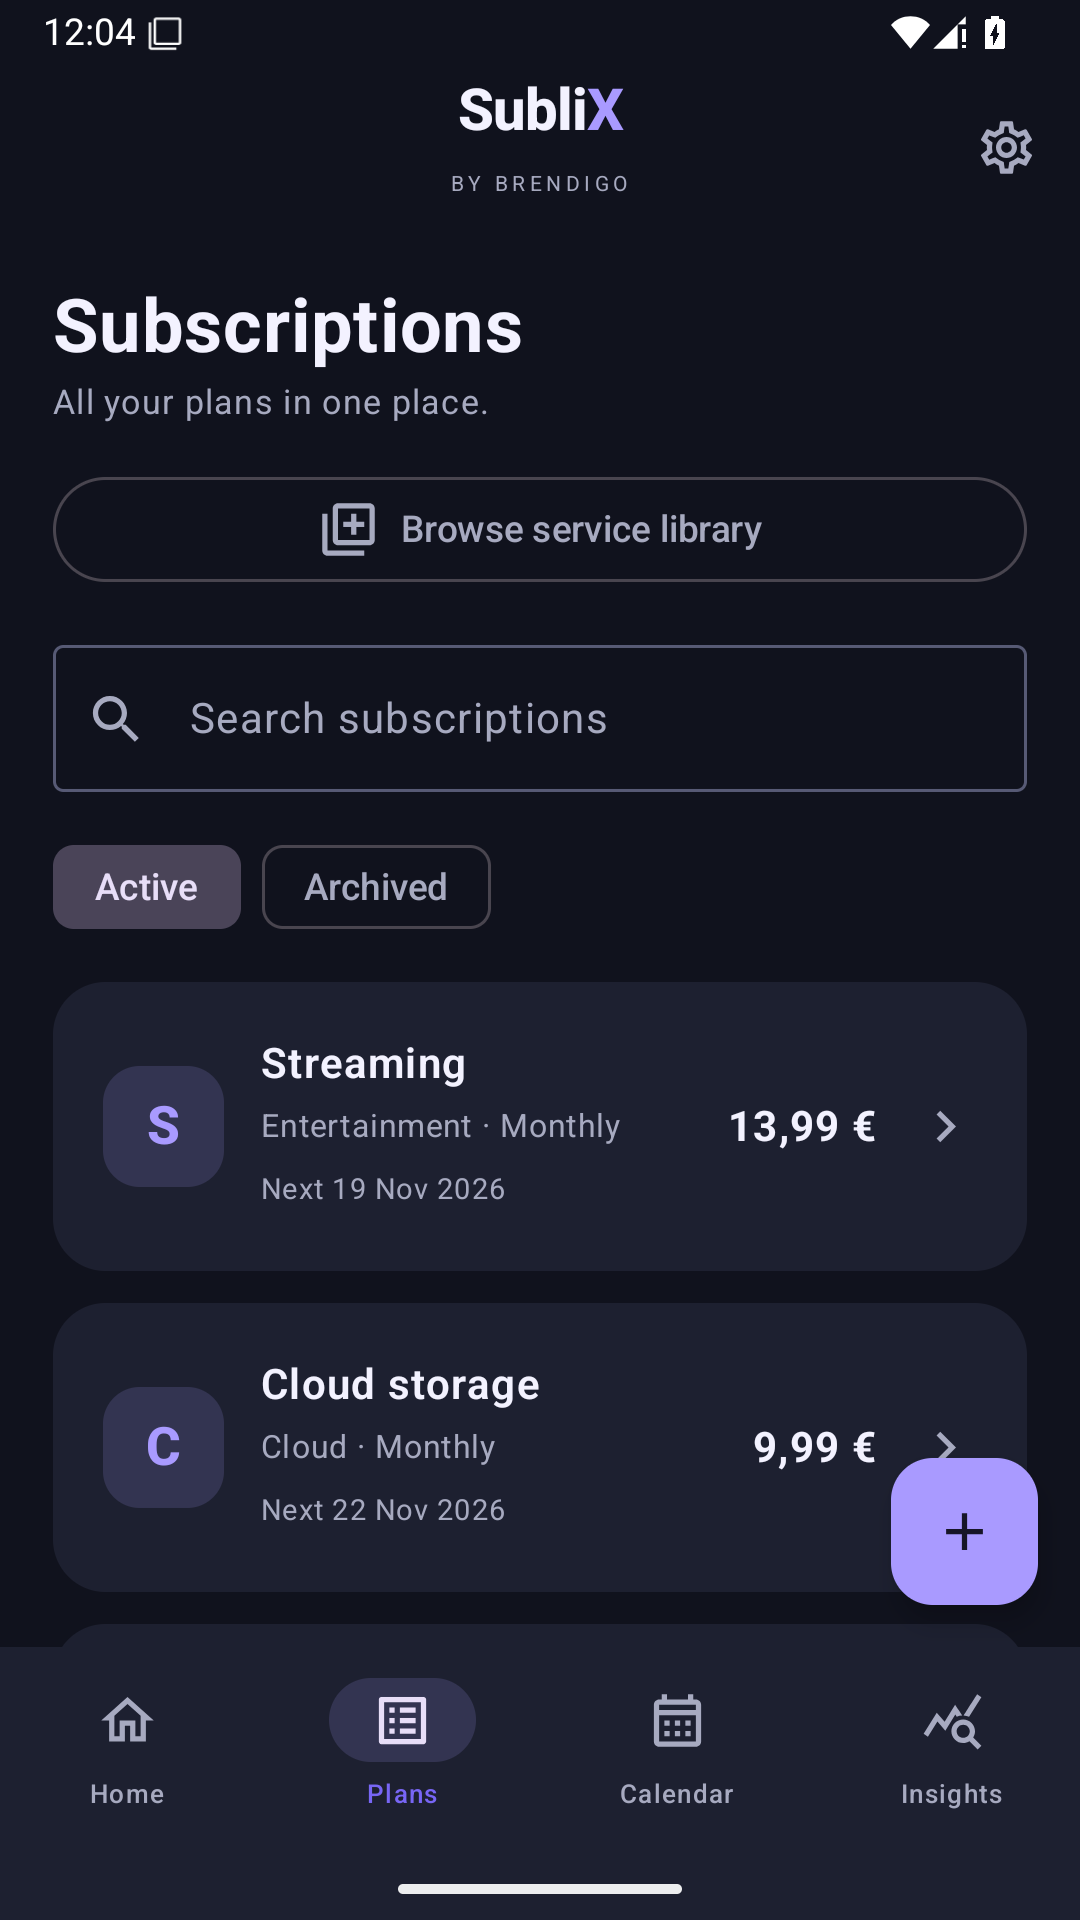 12:04
SubliX
BY BRENDIGO
Subscriptions
All your plans in one place.
Browse service library
Search subscriptions
Active
Archived
S
Streaming
Entertainment · Monthly
Next 19 Nov 2026
13,99 €
C
Cloud storage
Cloud · Monthly
Next 22 Nov 2026
9,99 €
Home
Plans
Calendar
Insights